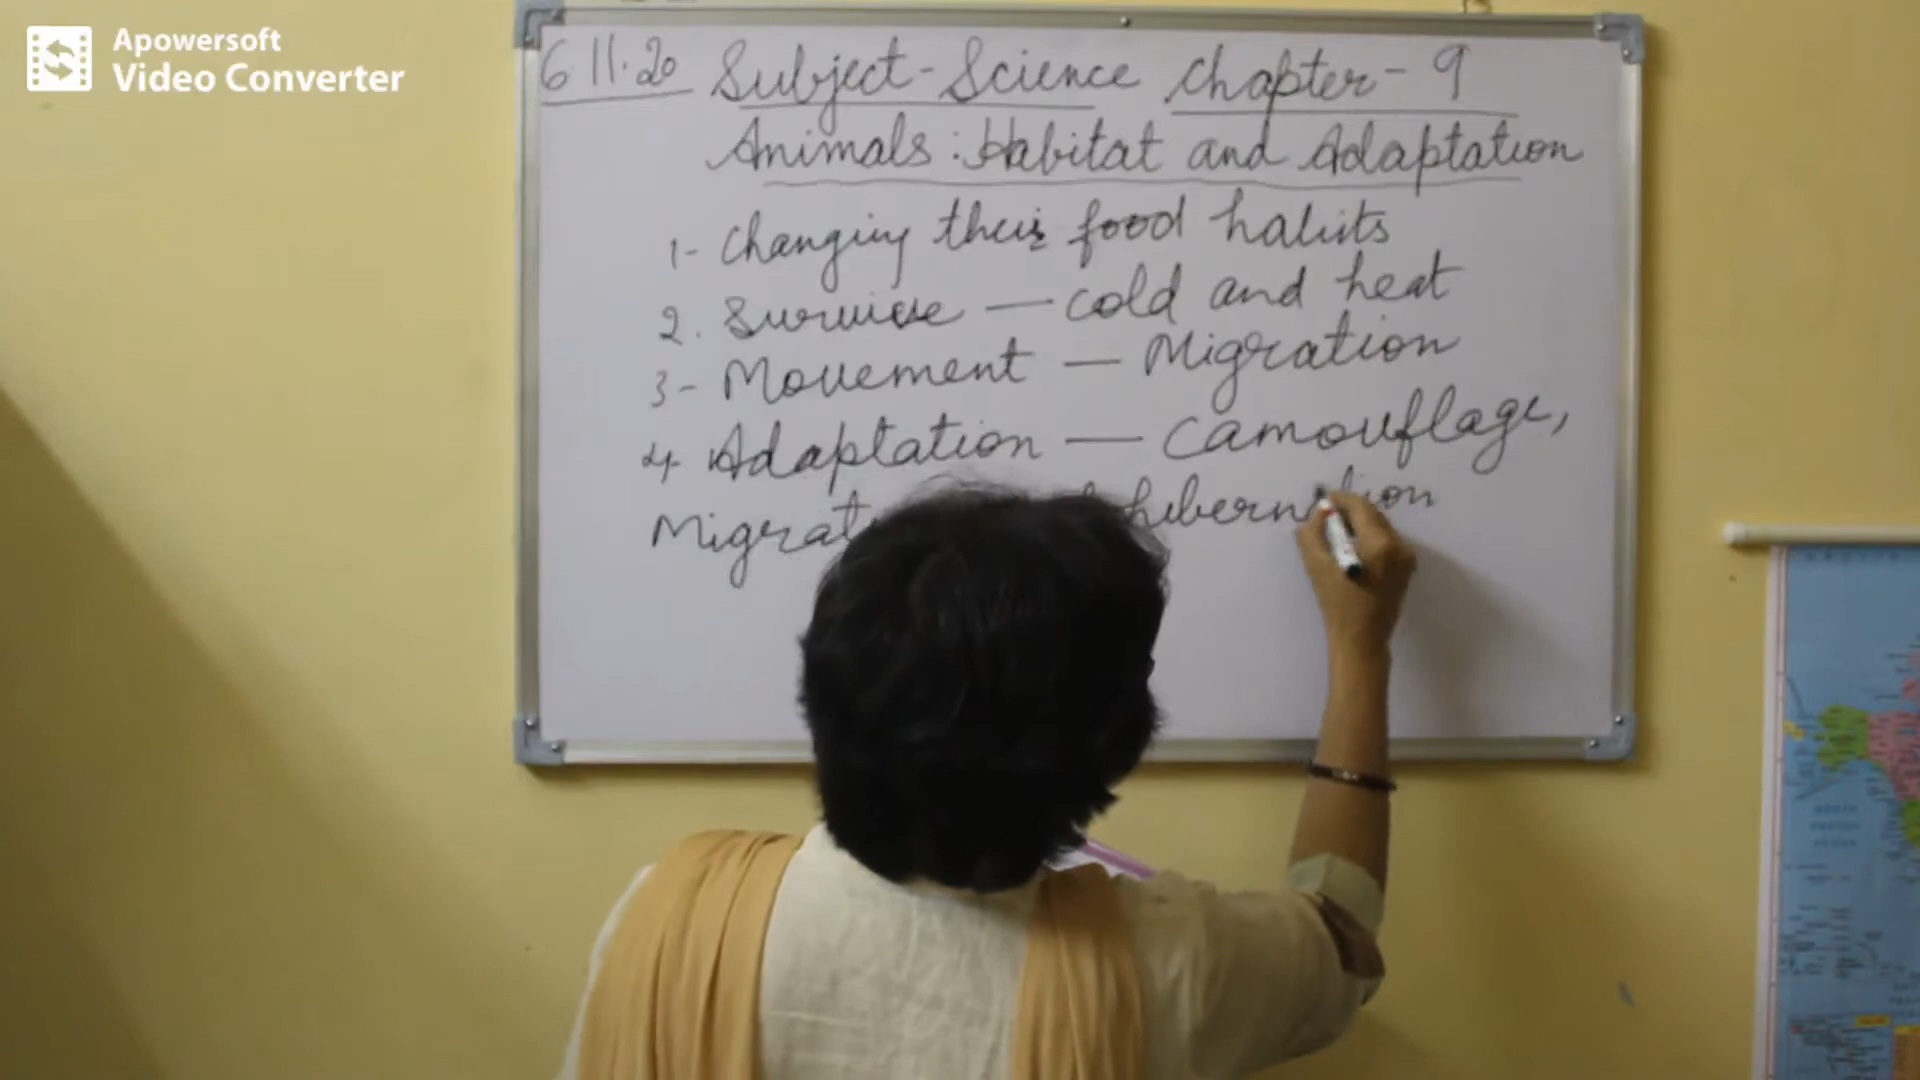 Apowersoft
Video Converter
6 11.20 Subject - Science Chapter - 9
Animals : Habitat and Adaptation
1- Changing their food habits
2. Survive — cold and heat
3- Movement — Migration
4. Adaptation — Camouflage,
hibernation